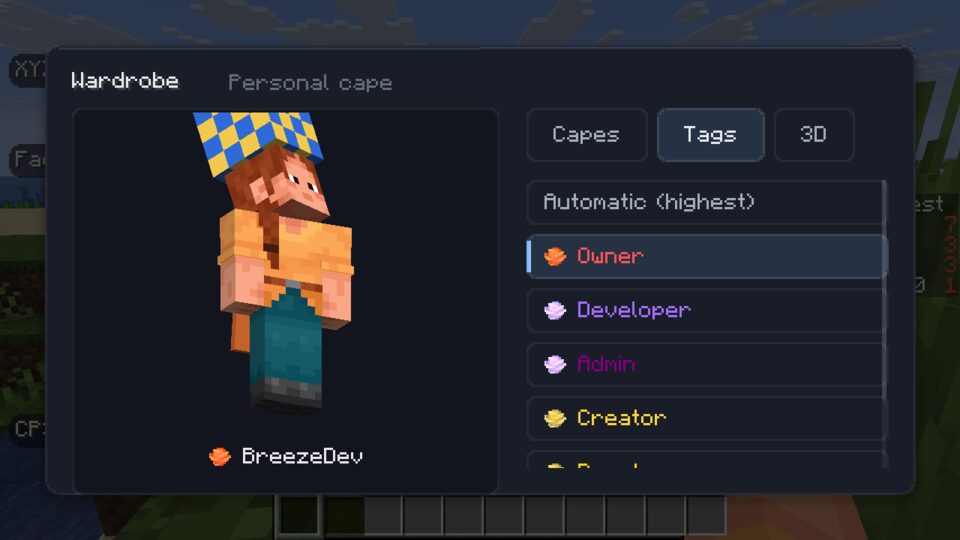 Wardrobe
Personal cape
Capes
Tags
3D
Automatic (highest)
Owner
Developer
Admin
Creator
BreezeDev